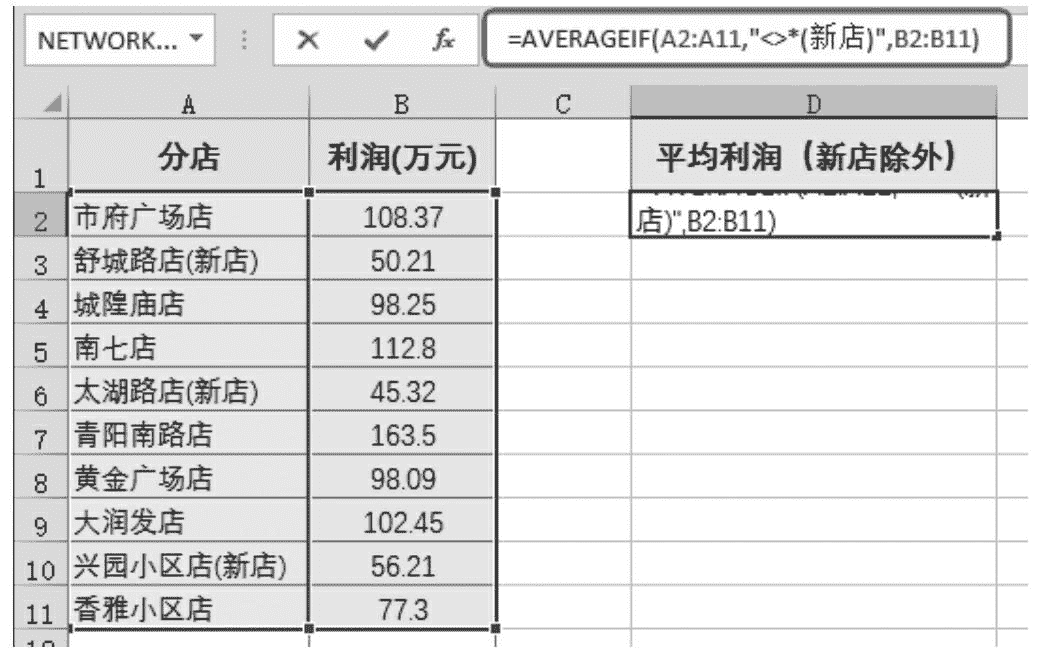 NETWORK... fx =AVERAGEIF(A2:A11,"<>*(新店)",B2:B11)
A B C D
1 分店 利润(万元) 平均利润（新店除外）
2 市府广场店 108.37 店)",B2:B11)
3 舒城路店(新店) 50.21
4 城隍庙店 98.25
5 南七店 112.8
6 太湖路店(新店) 45.32
7 青阳南路店 163.5
8 黄金广场店 98.09
9 大润发店 102.45
10 兴园小区店(新店) 56.21
11 香雅小区店 77.3